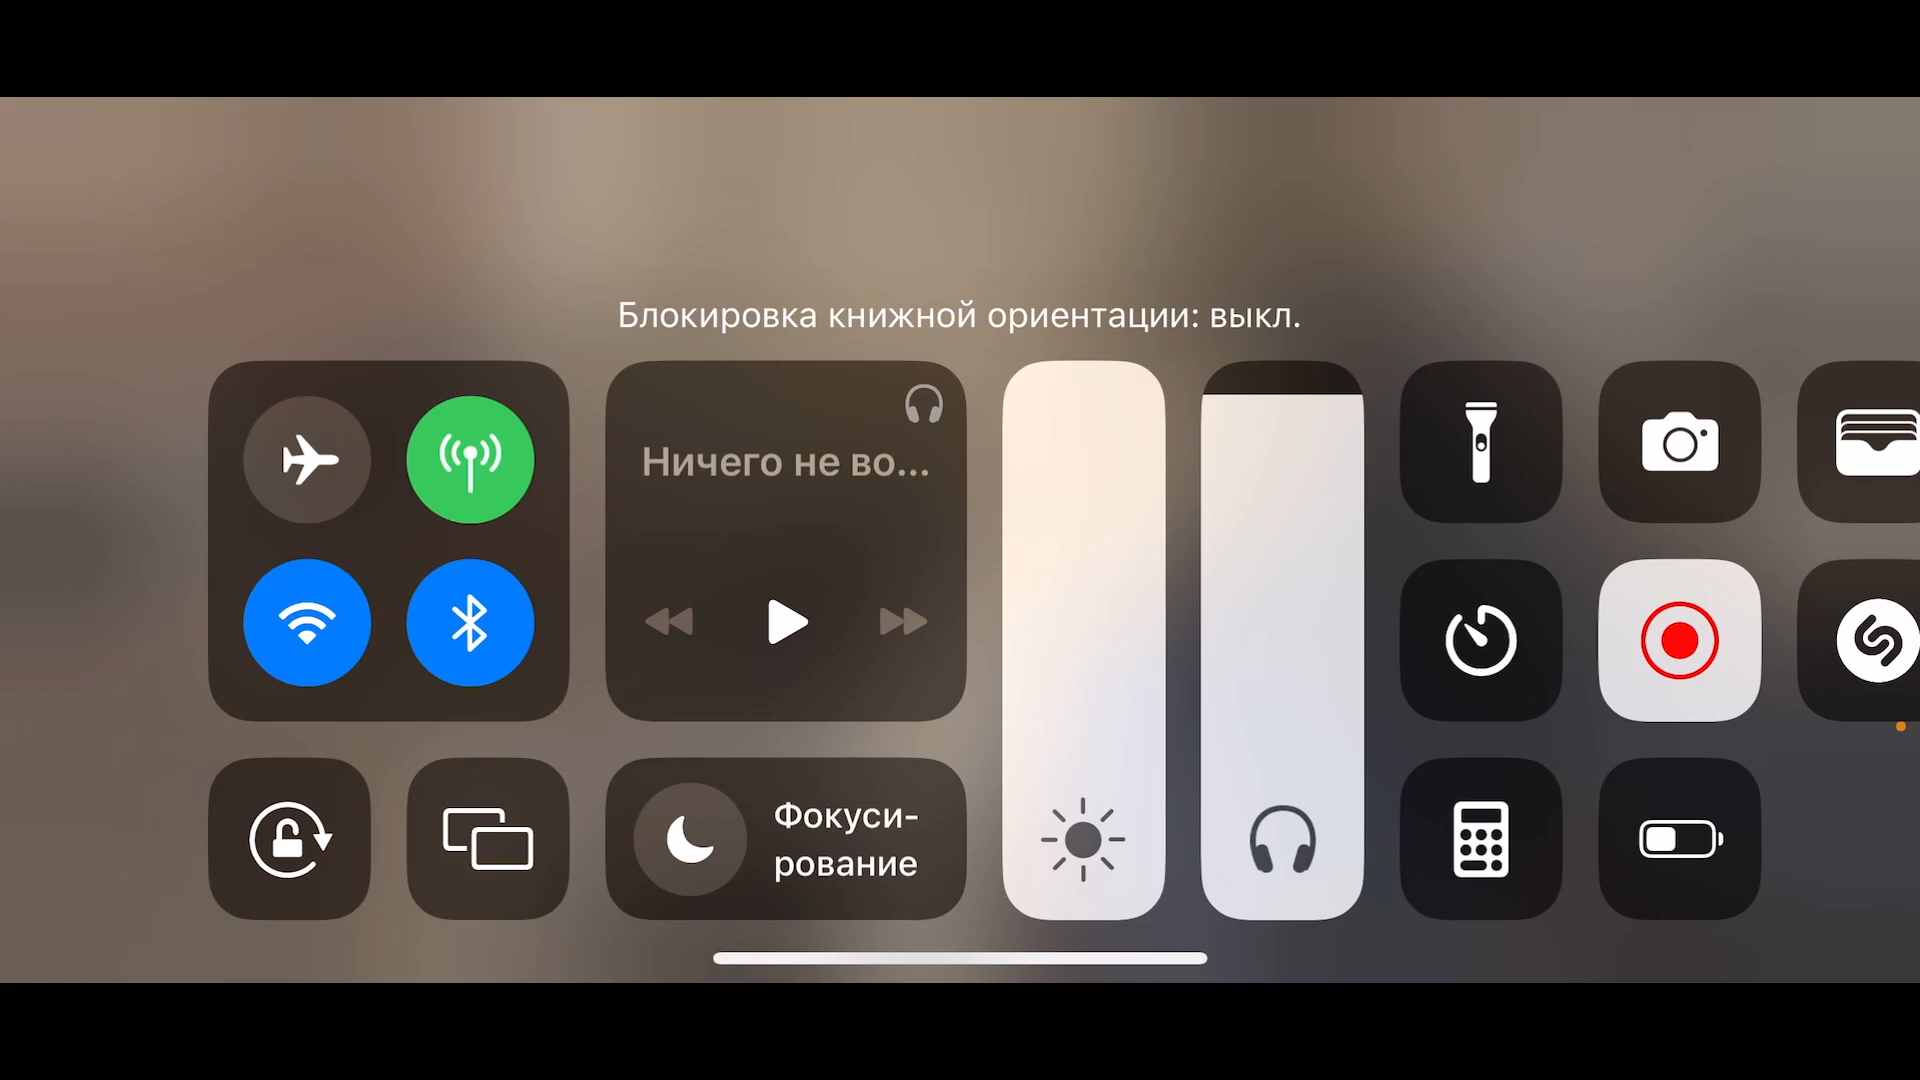 Блокировка книжной ориентации: выкл.
Ничего не во...
Фокуси-
рование